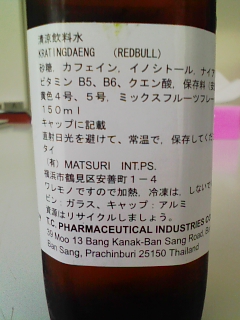 清涼飲料水
KRATINGDAENG （REDBULL）
砂糖，カフェイン，イノシトール，ナイア
ビタミン B5、B6、クエン酸，保存料
黄色4号、5号，ミックスフルーツフレー
150ml
キャップに記載
直射日光を避けて、常温で，保存してくだ
タイ
（有）MATSURI INT,PS.
横浜市鶴見区安善町1－4
ワレモノですので加熱，冷凍は，しないで
ビン：ガラス、キャップ：アルミ
資源はリサイクルしましょう。
T.C. PHARMACEUTICAL INDUSTRIES CO
39 Moo 13 Bang Kanak-Ban Sang Road, B
Ban Sang, Prachinburi 25150 Thailand